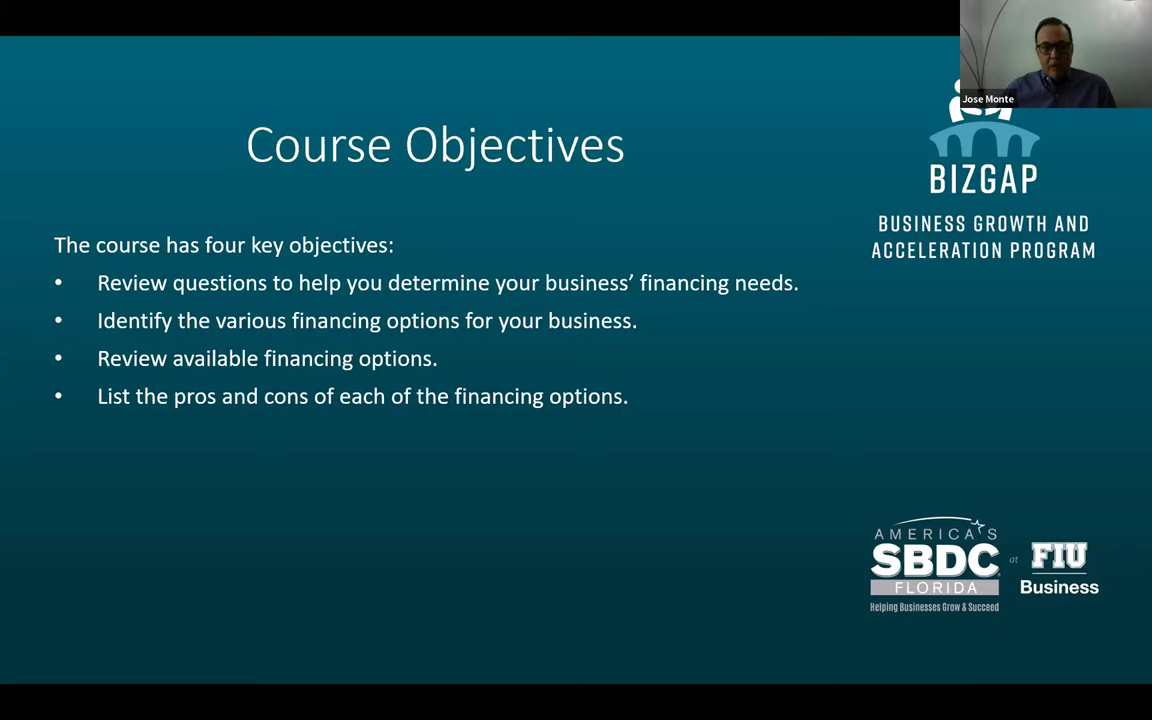 Jose Monte
Course Objectives
BIZGAP
BUSINESS GROWTH AND
ACCELERATION PROGRAM
The course has four key objectives:
• Review questions to help you determine your business’ financing needs.
• Identify the various financing options for your business.
• Review available financing options.
• List the pros and cons of each of the financing options.
AMERICA'S
SBDC at FIU
FLORIDA Business
Helping Businesses Grow & Succeed